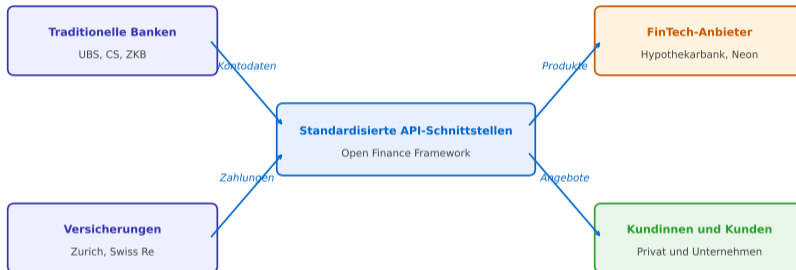 Traditionelle Banken
UBS, CS, ZKB
FinTech-Anbieter
Hypothekarbank, Neon
Kontodaten
Produkte
Standardisierte API-Schnittstellen
Open Finance Framework
Zahlungen
Angebote
Versicherungen
Zurich, Swiss Re
Kundinnen und Kunden
Privat und Unternehmen